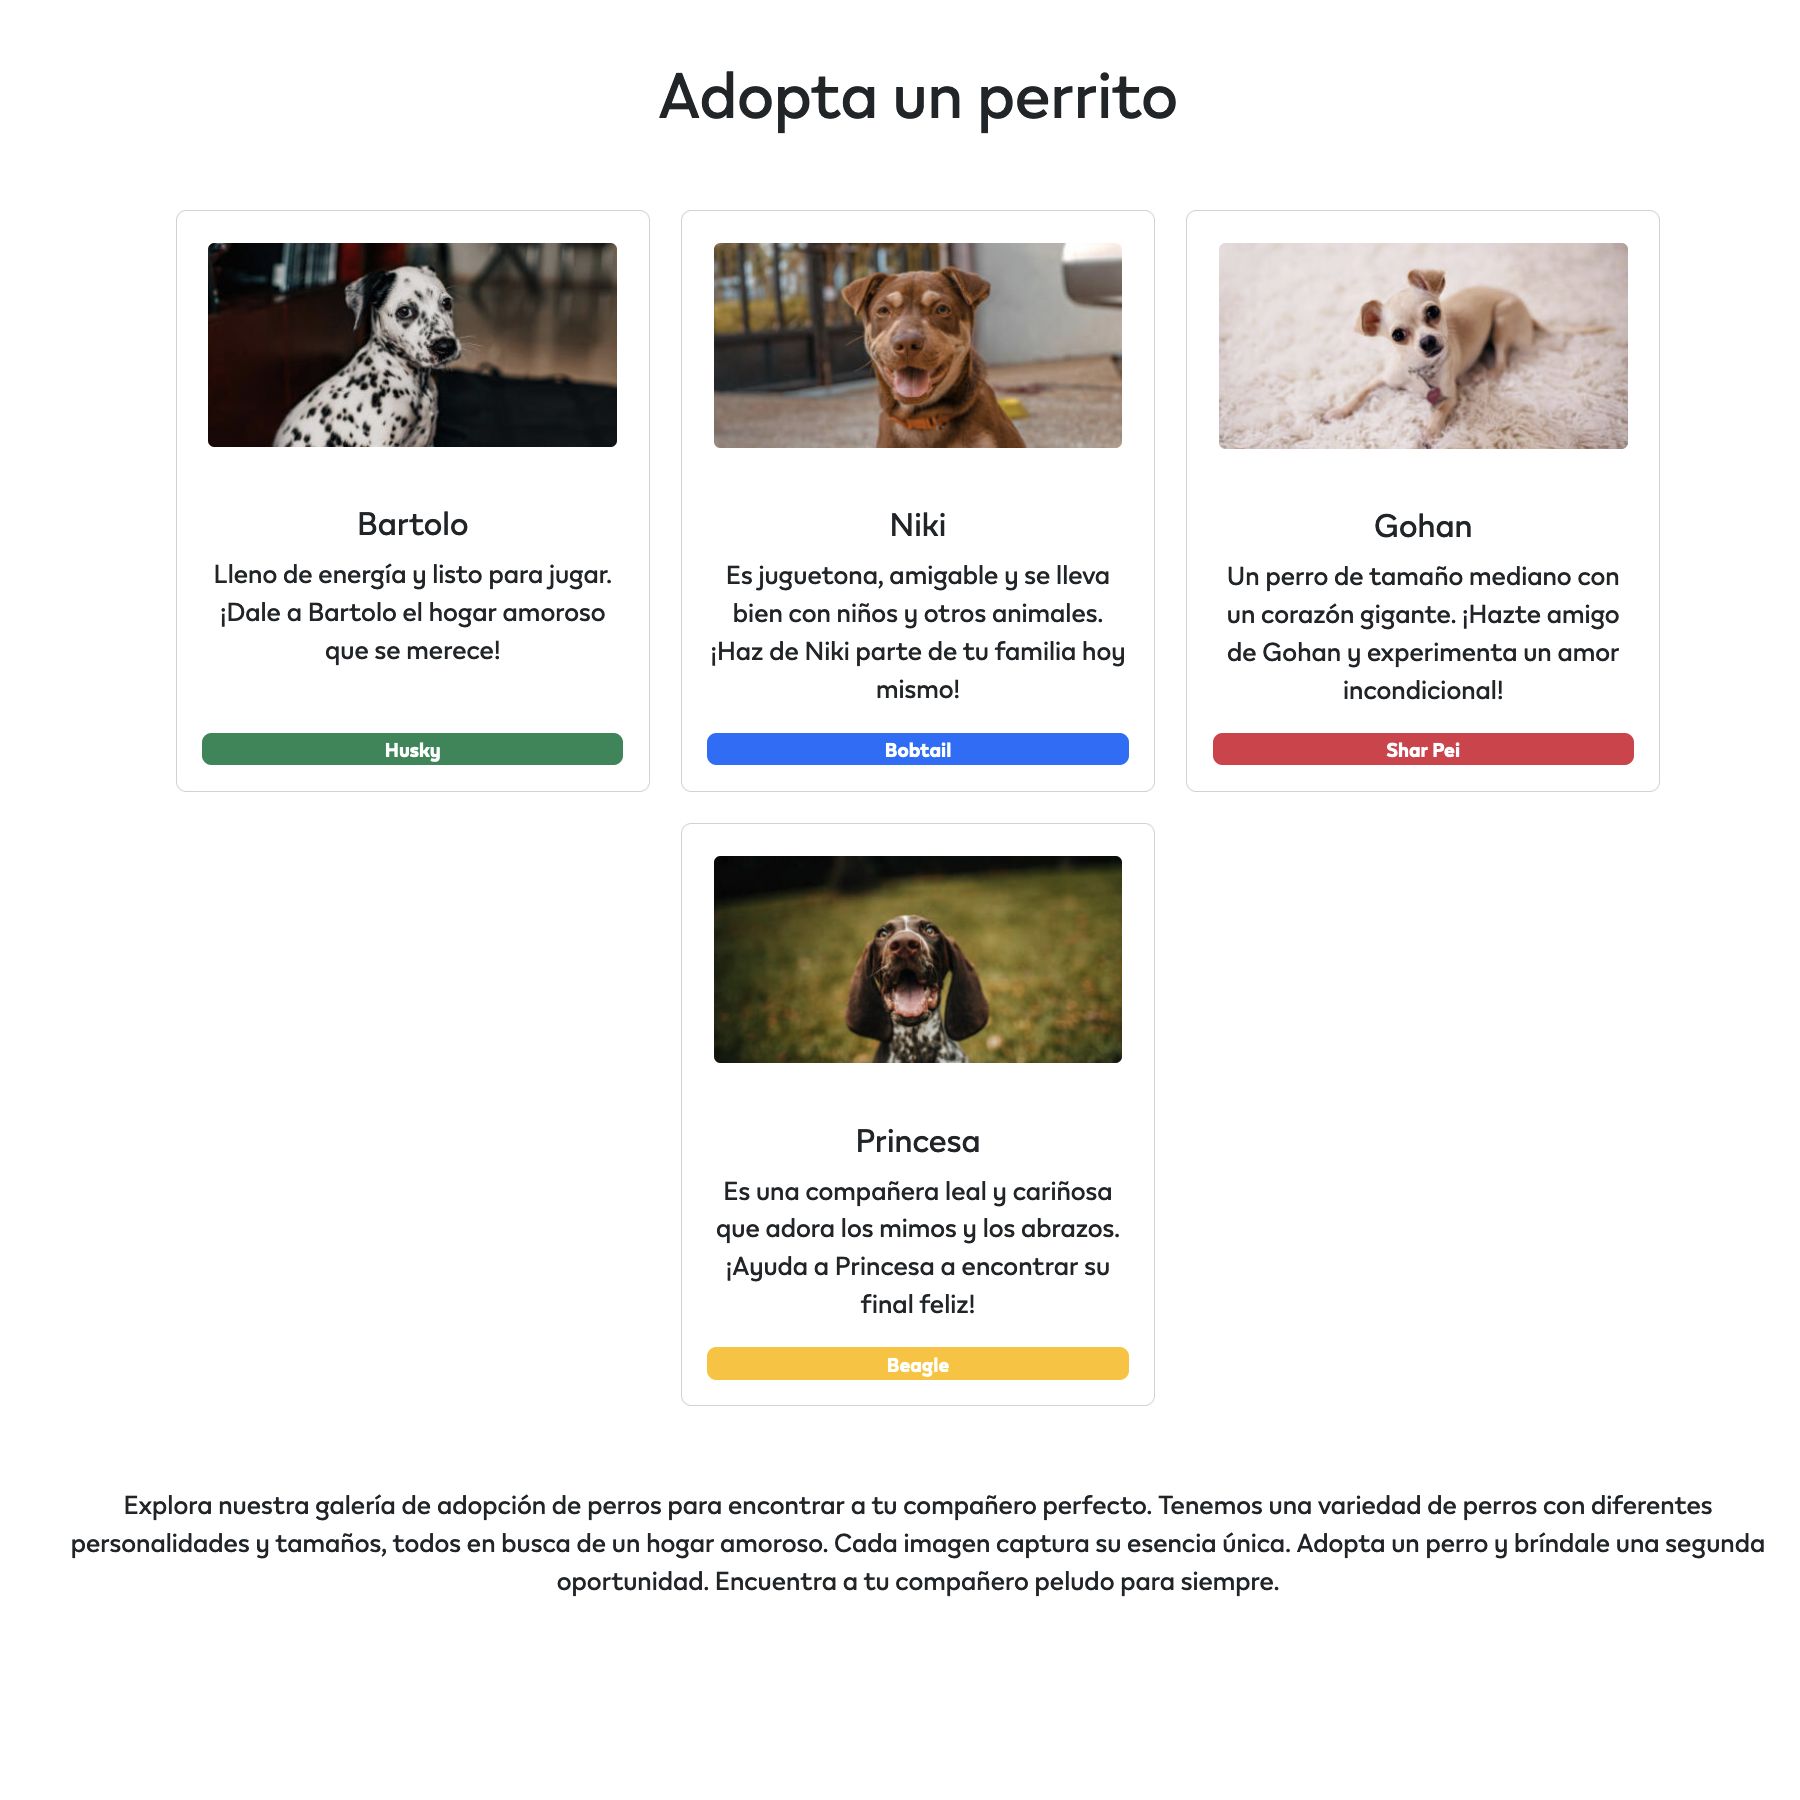 Adopta un perrito
Bartolo
Lleno de energía y listo para jugar.
¡Dale a Bartolo el hogar amoroso
que se merece!
Husky
Niki
Es juguetona, amigable y se lleva
bien con niños y otros animales.
¡Haz de Niki parte de tu familia hoy
mismo!
Bobtail
Gohan
Un perro de tamaño mediano con
un corazón gigante. ¡Hazte amigo
de Gohan y experimenta un amor
incondicional!
Shar Pei
Princesa
Es una compañera leal y cariñosa
que adora los mimos y los abrazos.
¡Ayuda a Princesa a encontrar su
final feliz!
Beagle
Explora nuestra galería de adopción de perros para encontrar a tu compañero perfecto. Tenemos una variedad de perros con diferentes
personalidades y tamaños, todos en busca de un hogar amoroso. Cada imagen captura su esencia única. Adopta un perro y bríndale una segunda
oportunidad. Encuentra a tu compañero peludo para siempre.